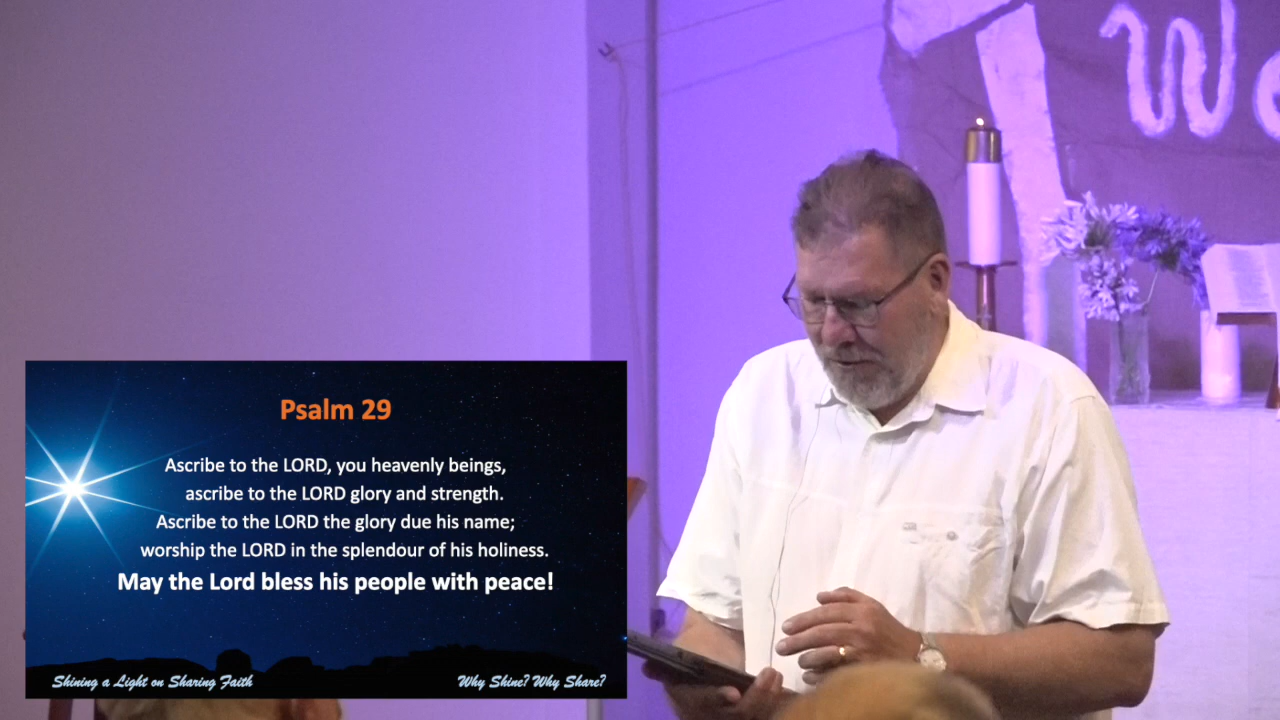 Psalm 29
Ascribe to the LORD, you heavenly beings,
ascribe to the LORD glory and strength.
Ascribe to the LORD the glory due his name;
worship the LORD in the splendour of his holiness.
May the Lord bless his people with peace!
Shining a Light on Sharing Faith
Why Shine? Why Share?